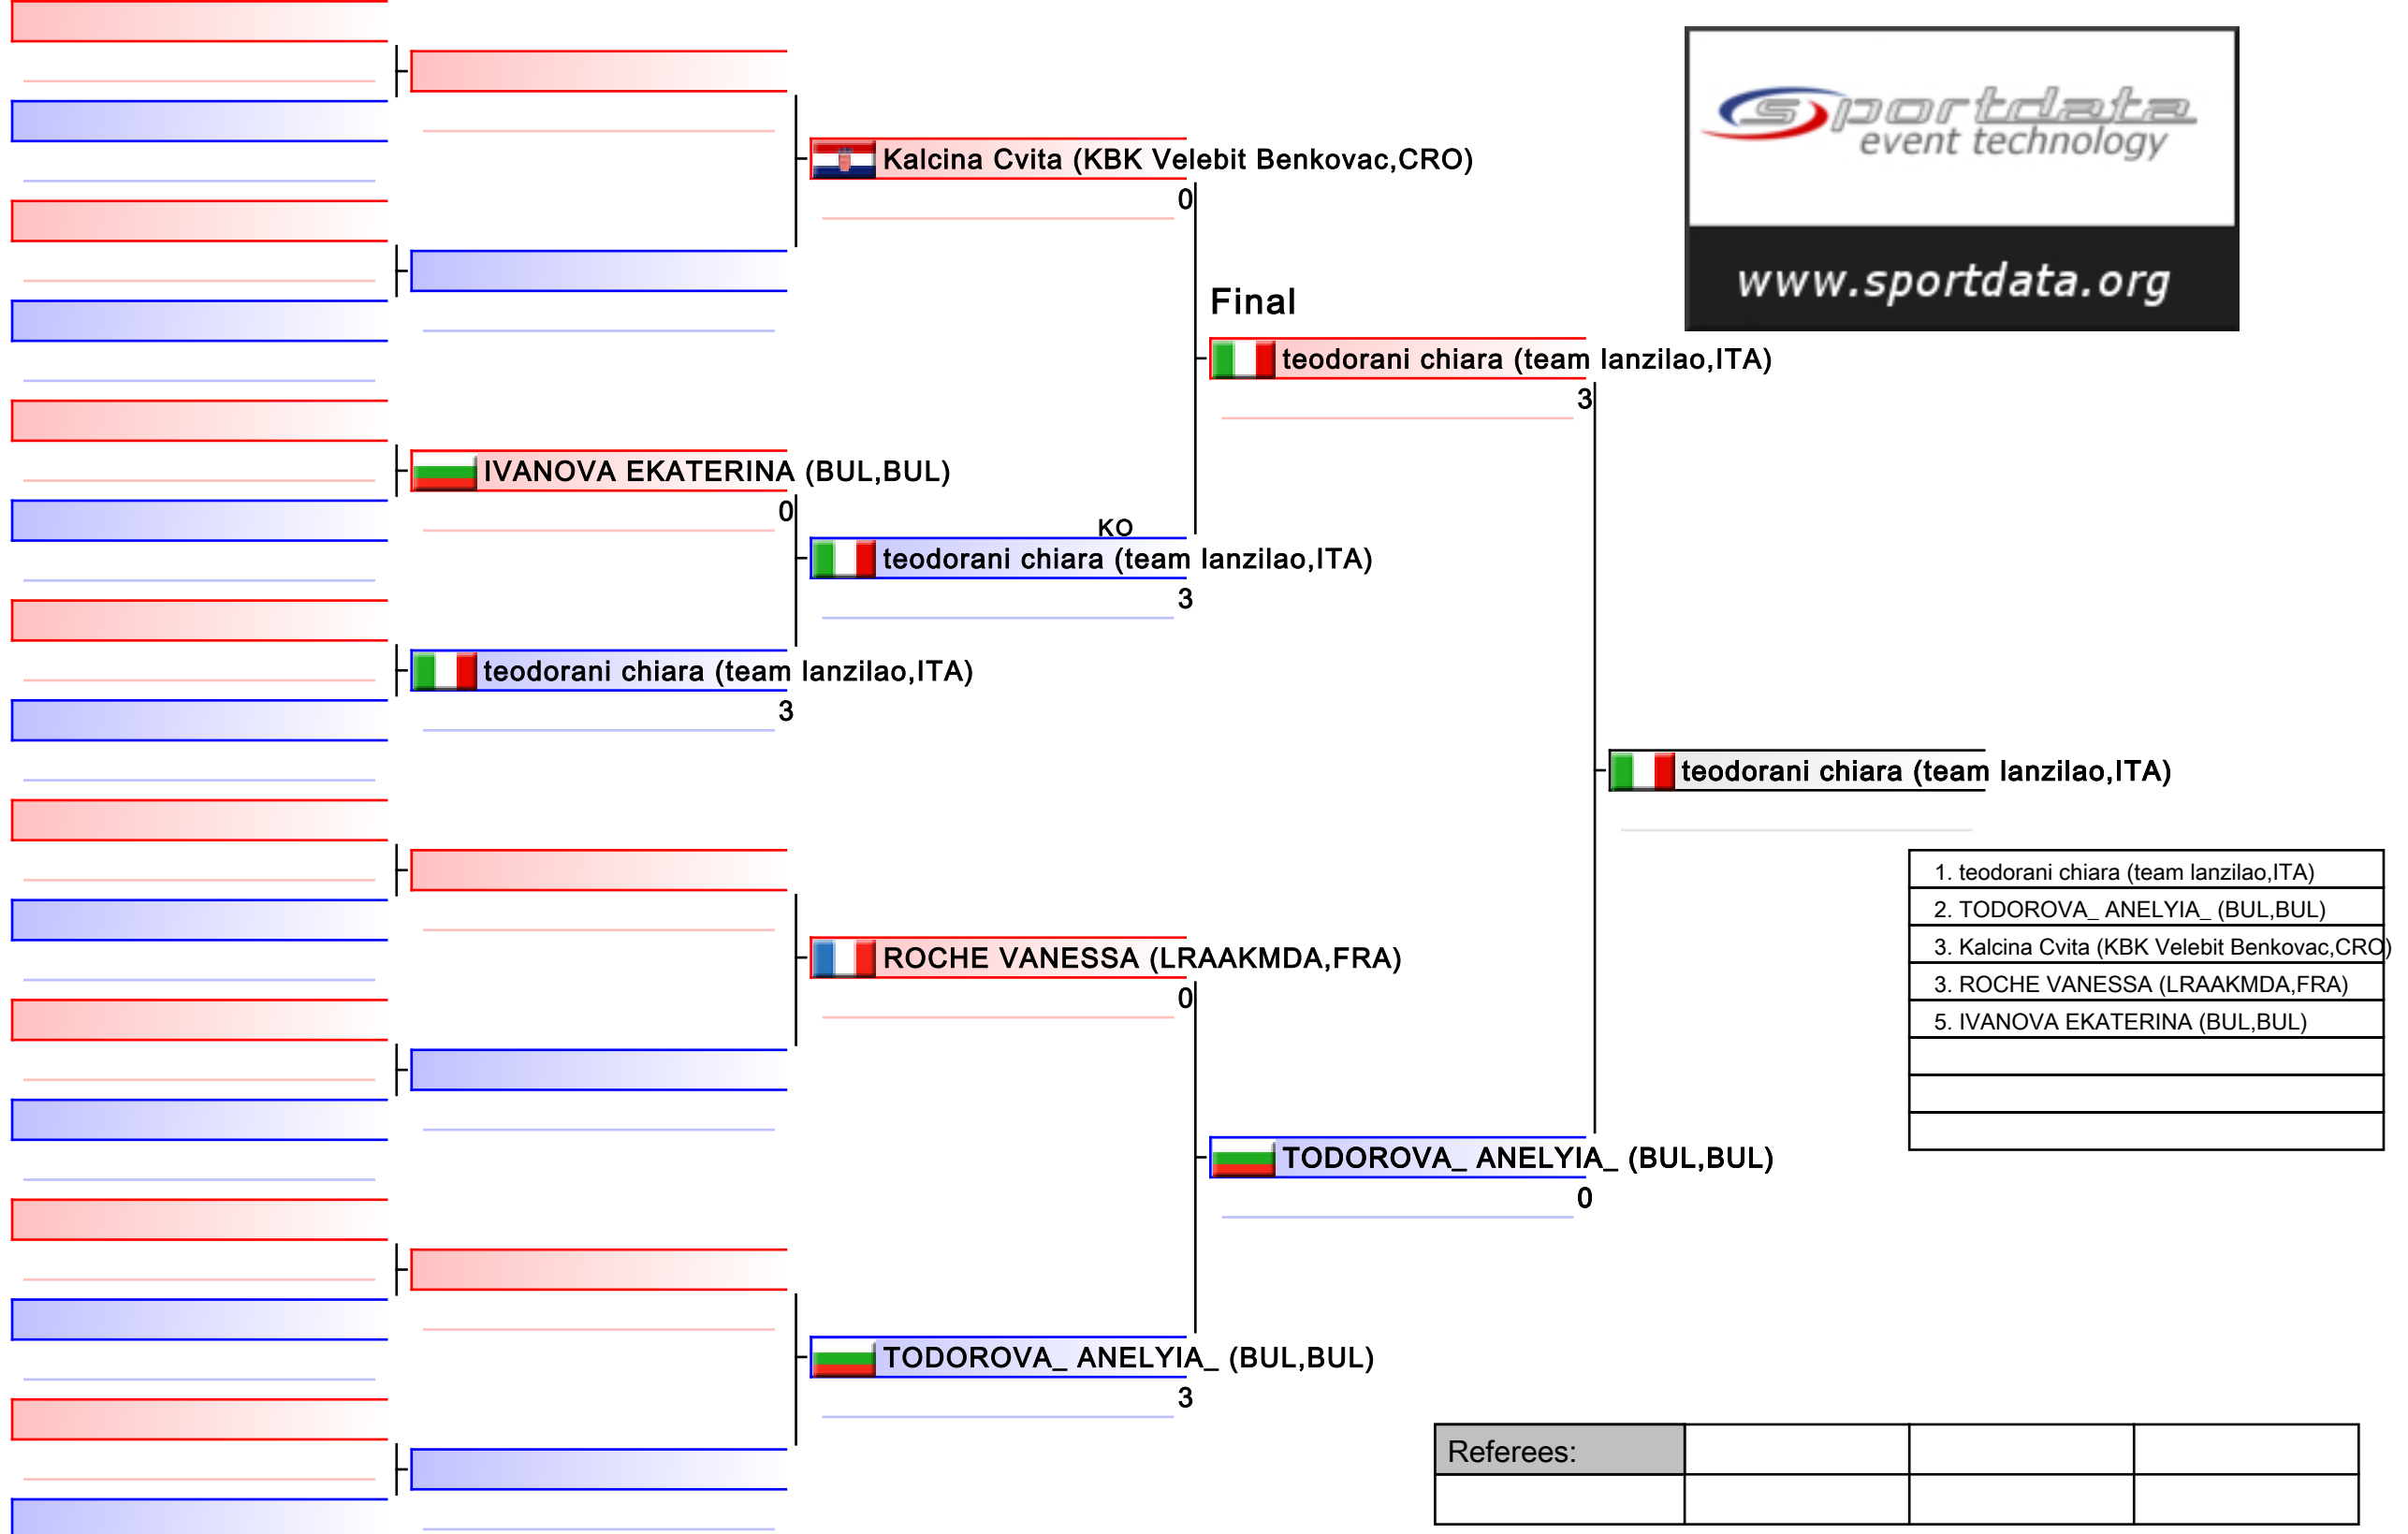 sportdata
event technology
www.sportdata.org
Kalcina Cvita (KBK Velebit Benkovac,CRO)
0
Final
teodorani chiara (team lanzilao,ITA)
3
IVANOVA EKATERINA (BUL,BUL)
0
KO
teodorani chiara (team lanzilao,ITA)
3
teodorani chiara (team lanzilao,ITA)
3
teodorani chiara (team lanzilao,ITA)
1. teodorani chiara (team lanzilao,ITA)
2. TODOROVA_ ANELYIA_ (BUL,BUL)
3. Kalcina Cvita (KBK Velebit Benkovac,CRO)
3. ROCHE VANESSA (LRAAKMDA,FRA)
5. IVANOVA EKATERINA (BUL,BUL)
ROCHE VANESSA (LRAAKMDA,FRA)
0
TODOROVA_ ANELYIA_ (BUL,BUL)
0
TODOROVA_ ANELYIA_ (BUL,BUL)
3
Referees: